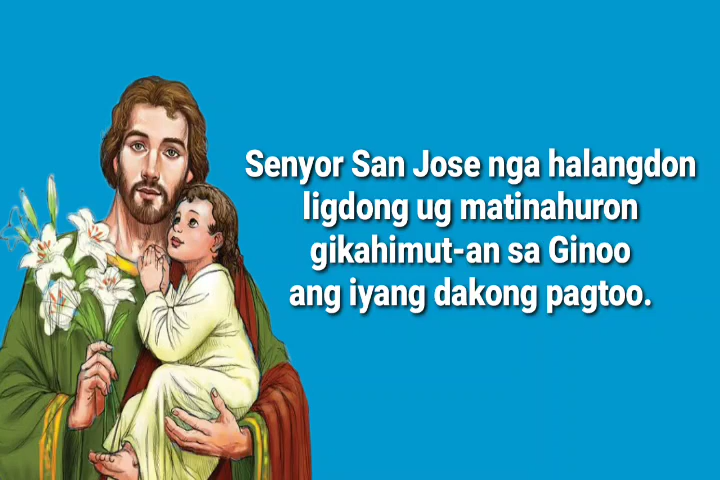 Senyor San Jose nga halangdon
ligdong ug matinahuron
gikahimut-an sa Ginoo
ang iyang dakong pagtoo.